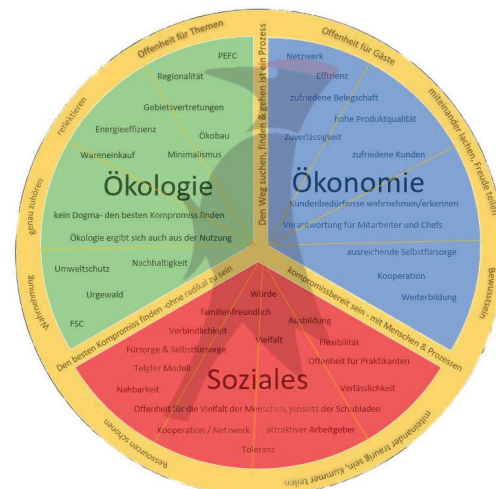 Offenheit für Themen
Offenheit für Gäste
miteinander lachen, Freude teilen
Bewusstsein
miteinander traurig sein, Kummer teilen
Ressourcen schonen
Wahrnehmung
genau zuhören
reflektieren
Den Weg suchen, finden & gehen ist ein Prozess
Den besten Kompromiss finden -ohne radikal zu sein
kompromissbereit sein - mit Menschen & Prozessen
PEFC
Regionalität
Gebietsvertretungen
Energieeffizienz
Ökobau
Wareneinkauf
Minimalismus
Ökologie
kein Dogma- den besten Kompromiss finden
Ökologie ergibt sich auch aus der Nutzung
Umweltschutz
Nachhaltigkeit
Urgewald
FSC
Netzwerk
Effizienz
zufriedene Belegschaft
hohe Produktqualität
Zuverlässigkeit
zufriedene Kunden
Ökonomie
Kundenbedürfnisse wahrnehmen/erkennen
Verantwortung für Mitarbeiter und Chefs
ausreichende Selbstfürsorge
Kooperation
Weiterbildung
Würde
familienfreundlich
Ausbildung
Verbindlichkeit
Vielfalt
Flexibilität
Fürsorge & Selbstfürsorge
Offenheit für Praktikanten
Telgter Modell
Soziales
Nahbarkeit
Verlässlichkeit
Offenheit für die Vielfalt der Menschen, jenseits der Schubladen
Kooperation / Netzwerk
attraktiver Arbeitgeber
Toleranz